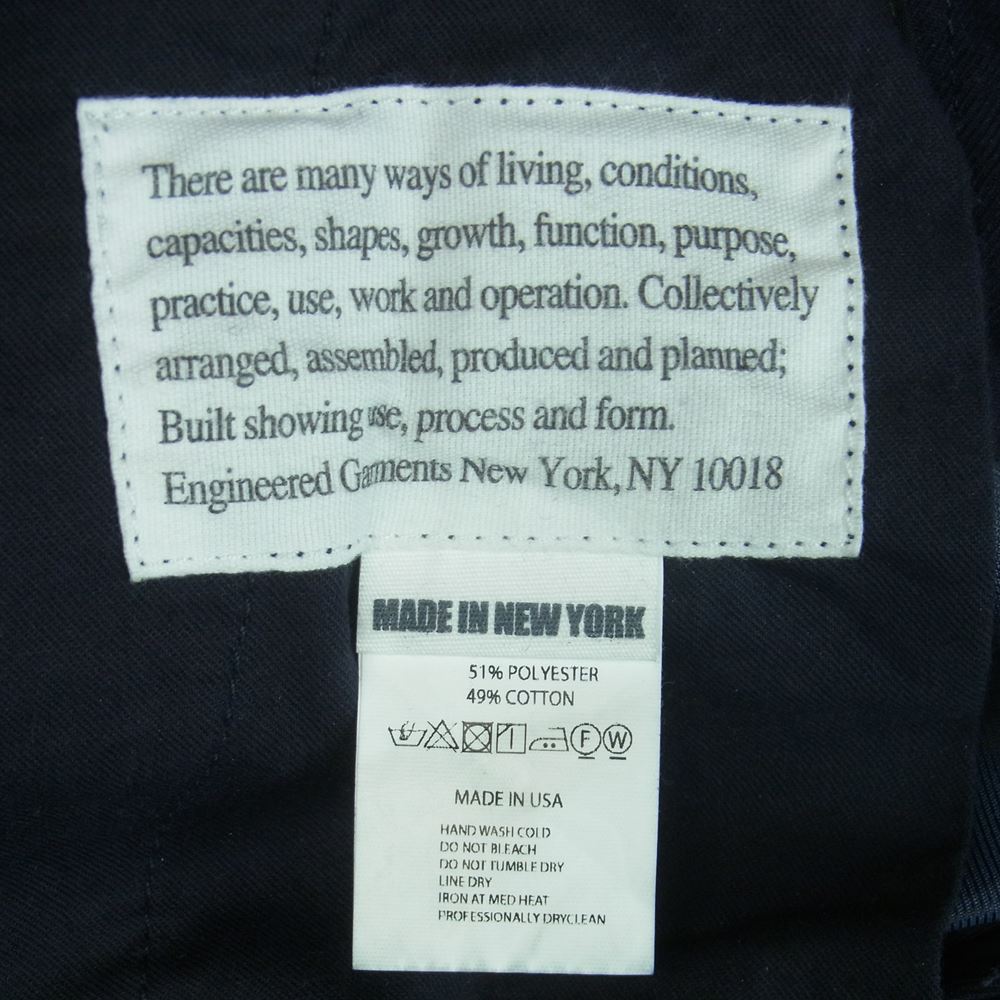 There are many ways of living, conditions,
capacities, shapes, growth, function, purpose,
practice, use, work and operation. Collectively
arranged, assembled, produced and planned;
Built showing use, process and form.
Engineered Garments New York, NY 10018
MADE IN NEW YORK
51% POLYESTER
49% COTTON
F W
MADE IN USA
HAND WASH COLD
DO NOT BLEACH
DO NOT TUMBLE DRY
LINE DRY
IRON AT MED HEAT
PROFESSIONALLY DRYCLEAN